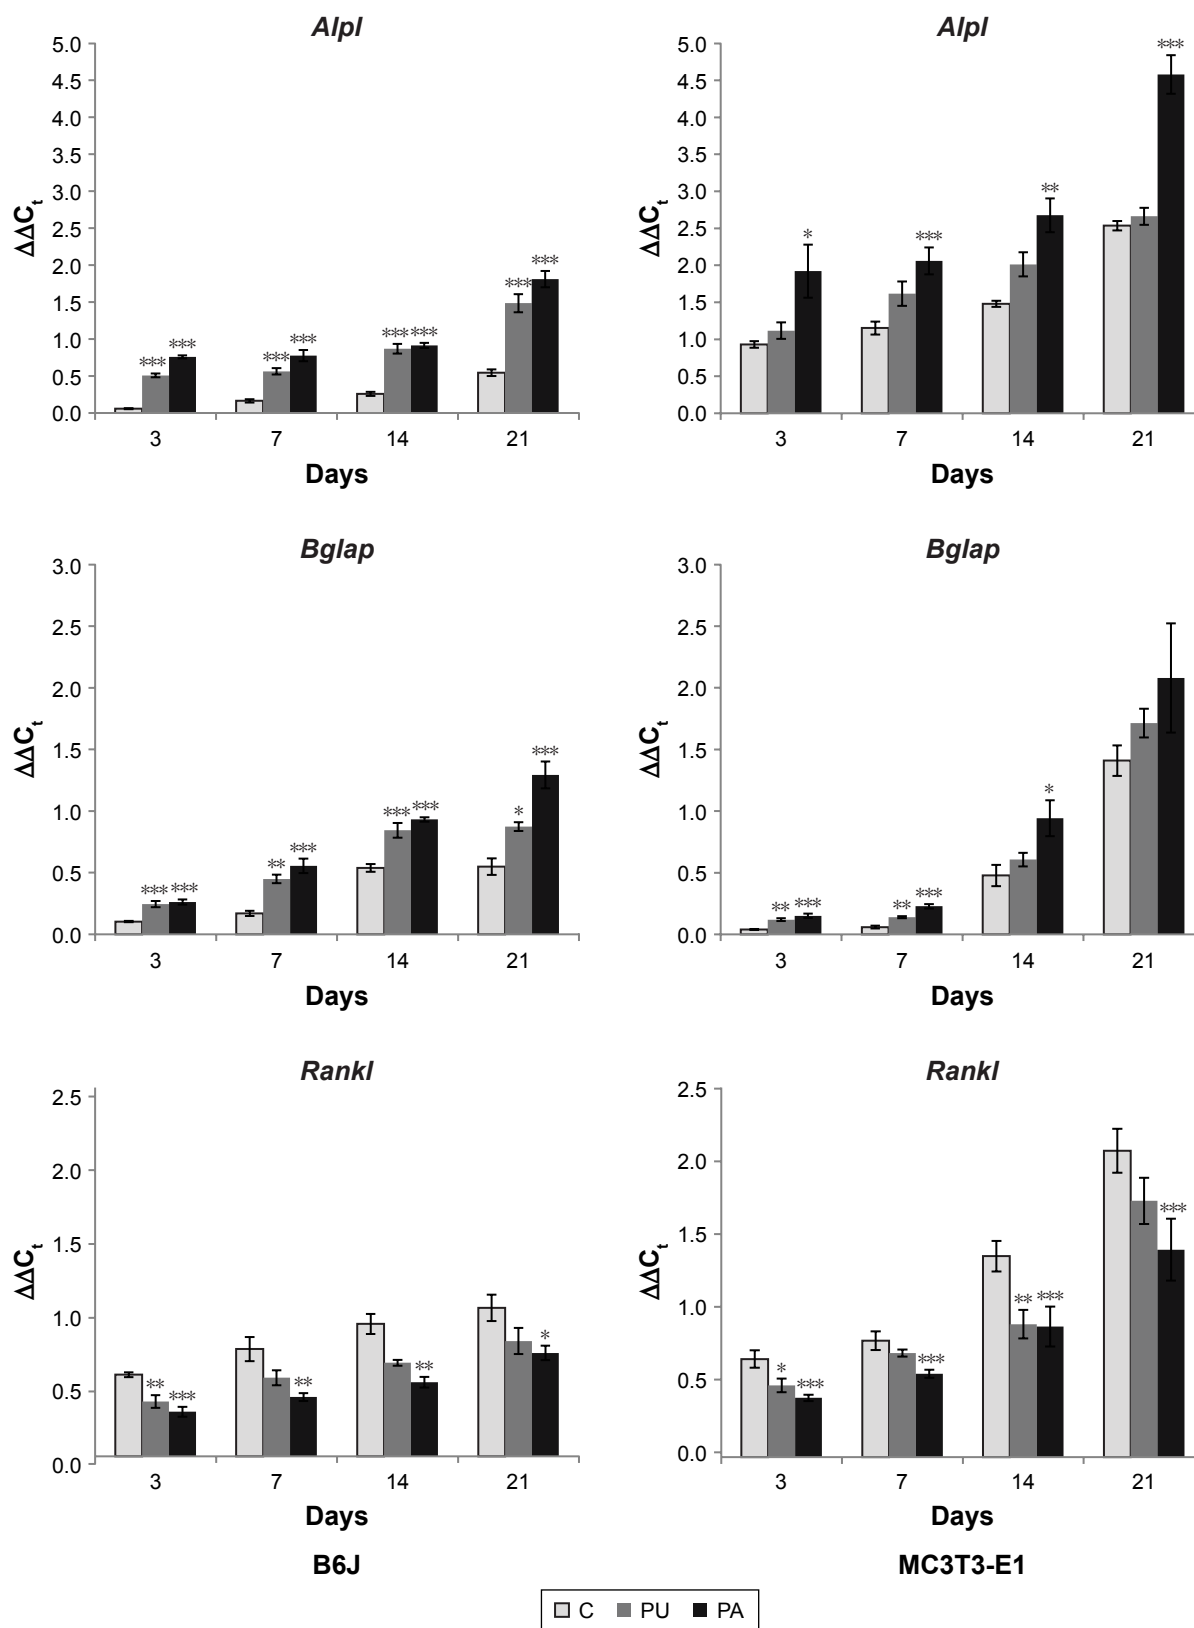 Alpl
5.0
4.5
4.0
3.5
3.0
2.5
2.0
1.5
1.0
0.5
0.0
ΔΔCt
*** *** *** *** *** *** *** ***
3 7 14 21
Days
Alpl
5.0
4.5
4.0
3.5
3.0
2.5
2.0
1.5
1.0
0.5
0.0
ΔΔCt
* *** ** ***
3 7 14 21
Days
Bglap
3.0
2.5
2.0
1.5
1.0
0.5
0.0
ΔΔCt
*** *** ** *** *** *** * ***
3 7 14 21
Days
Bglap
3.0
2.5
2.0
1.5
1.0
0.5
0.0
ΔΔCt
** *** ** *** *
3 7 14 21
Days
Rankl
2.5
2.0
1.5
1.0
0.5
0.0
ΔΔCt
** *** ** ** *
3 7 14 21
Days
B6J
Rankl
2.5
2.0
1.5
1.0
0.5
0.0
ΔΔCt
* *** *** ** *** ***
3 7 14 21
Days
MC3T3-E1
C PU PA